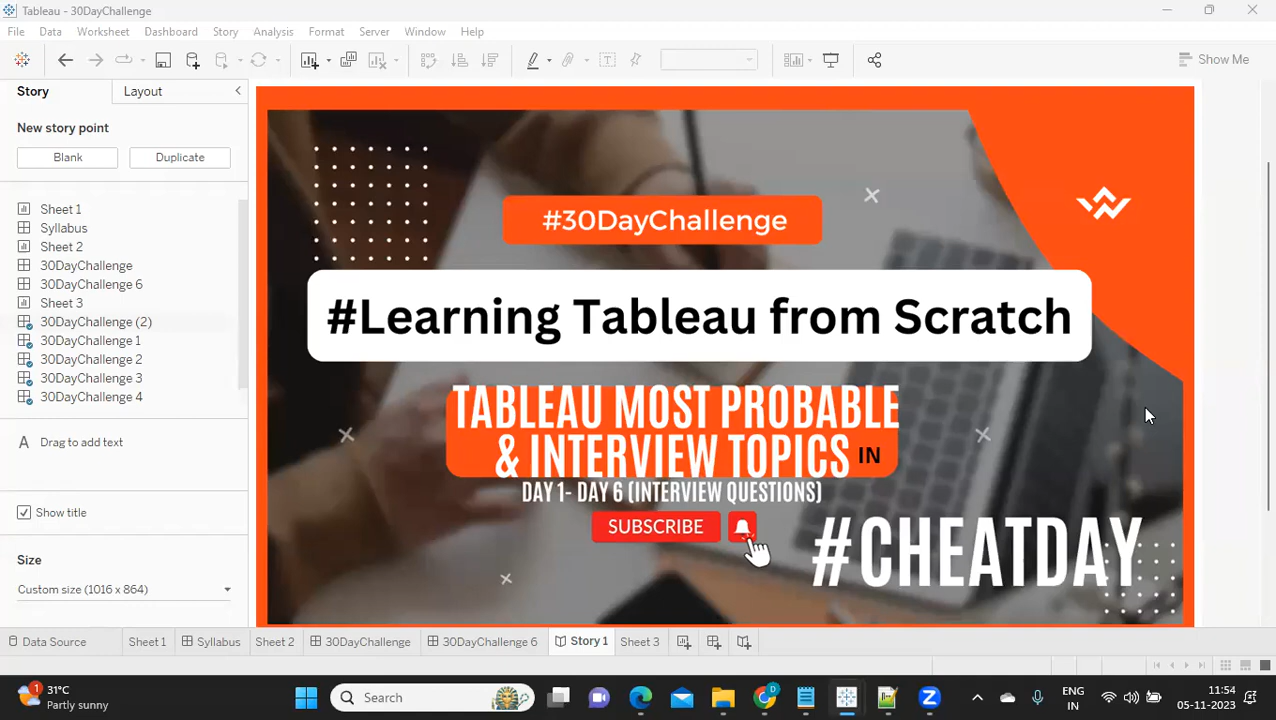 Tableau - 30DayChallenge
File Data Worksheet Dashboard Story Analysis Format Server Window Help
Show Me
Story Layout
New story point
Blank Duplicate
Sheet 1
Syllabus
Sheet 2
30DayChallenge
30DayChallenge 6
Sheet 3
30DayChallenge (2)
30DayChallenge 1
30DayChallenge 2
30DayChallenge 3
30DayChallenge 4
A Drag to add text
Show title
Size
Custom size (1016 x 864)
#30DayChallenge
#Learning Tableau from Scratch
TABLEAU MOST PROBABLE
& INTERVIEW TOPICS IN
DAY 1- DAY 6 (INTERVIEW QUESTIONS)
SUBSCRIBE
#CHEATDAY
Data Source Sheet 1 Syllabus Sheet 2 30DayChallenge 30DayChallenge 6 Story 1 Sheet 3
1
31°C
Partly sunny
Search
D
ENG
IN
11:54
05-11-2023